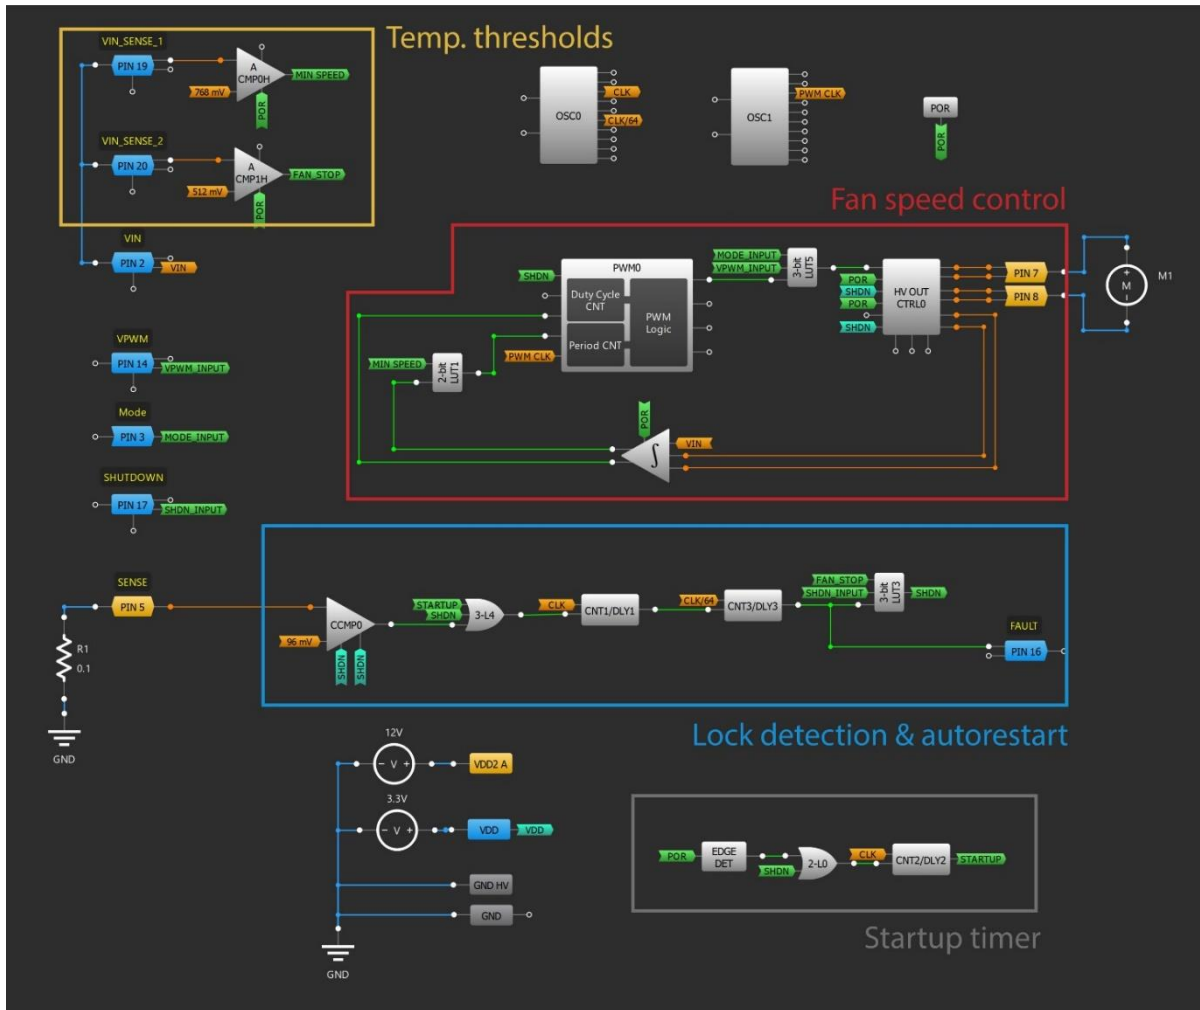 Temp. thresholds
VIN_SENSE_1
PIN 19
768 mV
A
CMP0H
MIN SPEED
POR
VIN_SENSE_2
PIN 20
512 mV
A
CMP1H
FAN_STOP
POR
VIN
PIN 2
VIN
VPWM
PIN 14
VPWM_INPUT
Mode
PIN 3
MODE_INPUT
SHUTDOWN
PIN 17
SHDN_INPUT
OSC0
CLK
CLK/64
OSC1
PWM CLK
POR
POR
Fan speed control
SHDN
PWM0
Duty Cycle
CNT
Period CNT
PWM
Logic
PWM CLK
MIN SPEED
2-bit
LUT1
MODE_INPUT
VPWM_INPUT
3-bit
LUT5
POR
SHDN
POR
SHDN
HV OUT
CTRL0
PIN 7
PIN 8
+
M
−
M1
POR
∫
VIN
SENSE
PIN 5
R1
0.1
GND
CCMP0
96 mV
SHDN
SHDN
STARTUP
SHDN
3-L4
CLK
CNT1/DLY1
CLK/64
CNT3/DLY3
FAN_STOP
SHDN_INPUT
3-bit
LUT3
SHDN
FAULT
PIN 16
Lock detection & autorestart
12V
− V +
VDD2 A
3.3V
− V +
VDD
VDD
GND HV
GND
GND
POR
EDGE
DET
SHDN
2-L0
CLK
CNT2/DLY2
STARTUP
Startup timer